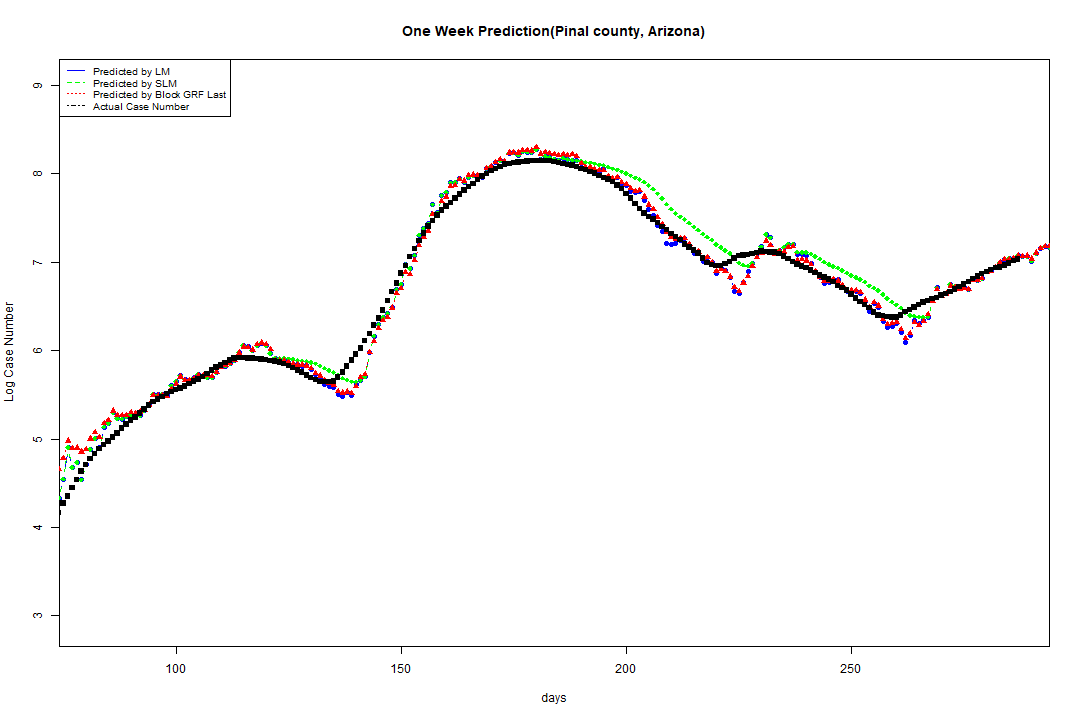 One Week Prediction(Pinal county, Arizona)
Predicted by LM
Predicted by SLM
Predicted by Block GRF Last
Actual Case Number
9
8
7
6
5
4
3
Log Case Number
100 150 200 250
days